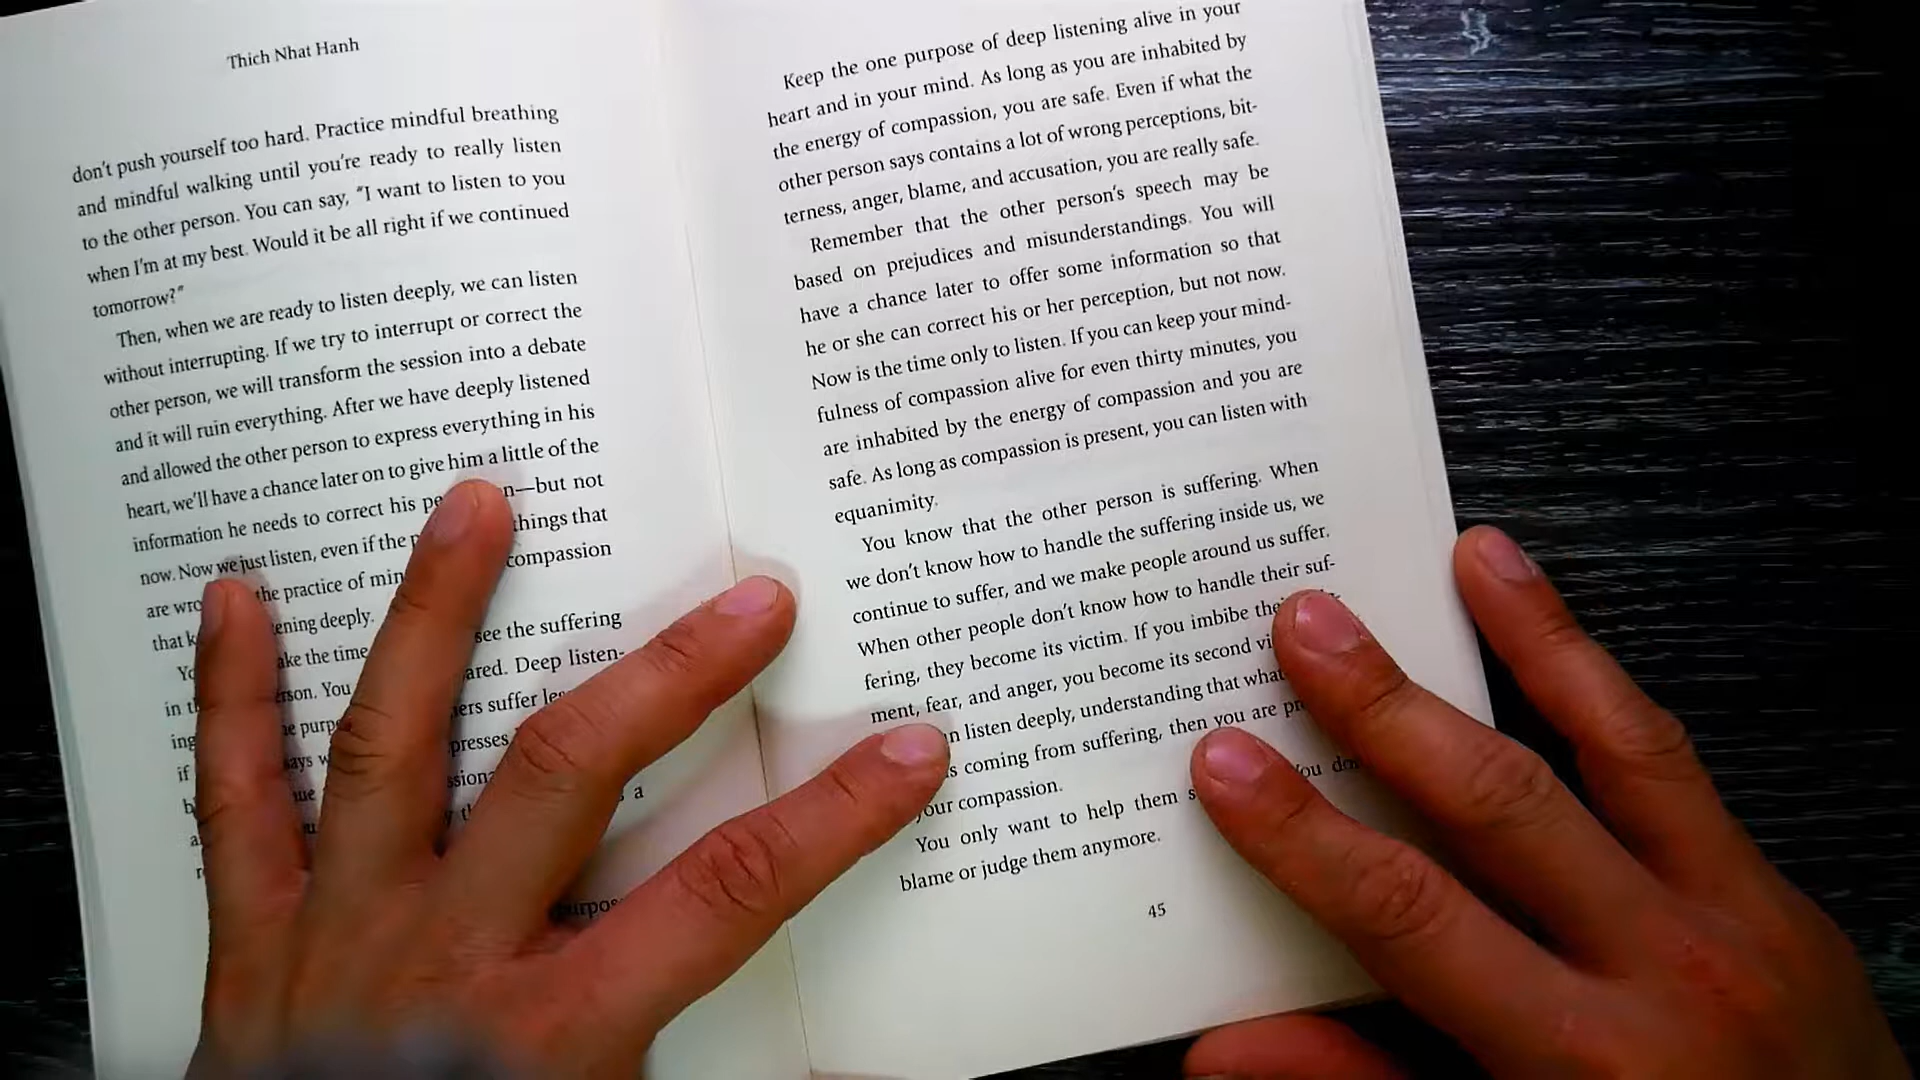 Thich Nhat Hanh
don't push yourself too hard. Practice mindful breathing
and mindful walking until you're ready to really listen
to the other person. You can say, "I want to listen to you
when I'm at my best. Would it be all right if we continued
tomorrow?"
Then, when we are ready to listen deeply, we can listen
without interrupting. If we try to interrupt or correct the
other person, we will transform the session into a debate
and it will ruin everything. After we have deeply listened
and allowed the other person to express everything in his
heart, we'll have a chance later on to give him a little of the
information he needs to correct his —but not
now. Now we just listen, even if the things that
are the practice of compassion
that deeply.
the time see the suffering
in You Deep listen-
ing suffer
if
a
Keep the one purpose of deep listening alive in your
heart and in your mind. As long as you are inhabited by
the energy of compassion, you are safe. Even if what the
other person says contains a lot of wrong perceptions, bit-
terness, anger, blame, and accusation, you are really safe.
Remember that the other person's speech may be
based on prejudices and misunderstandings. You will
have a chance later to offer some information so that
he or she can correct his or her perception, but not now.
Now is the time only to listen. If you can keep your mind-
fulness of compassion alive for even thirty minutes, you
are inhabited by the energy of compassion and you are
safe. As long as compassion is present, you can listen with
equanimity.
You know that the other person is suffering. When
we don't know how to handle the suffering inside us, we
continue to suffer, and we make people around us suffer.
When other people don't know how to handle their suf-
fering, they become its victim. If you imbibe
ment, fear, and anger, you become its second
listen deeply, understanding that what
coming from suffering, then you are
your compassion.
You only want to help them You
blame or judge them anymore.
45